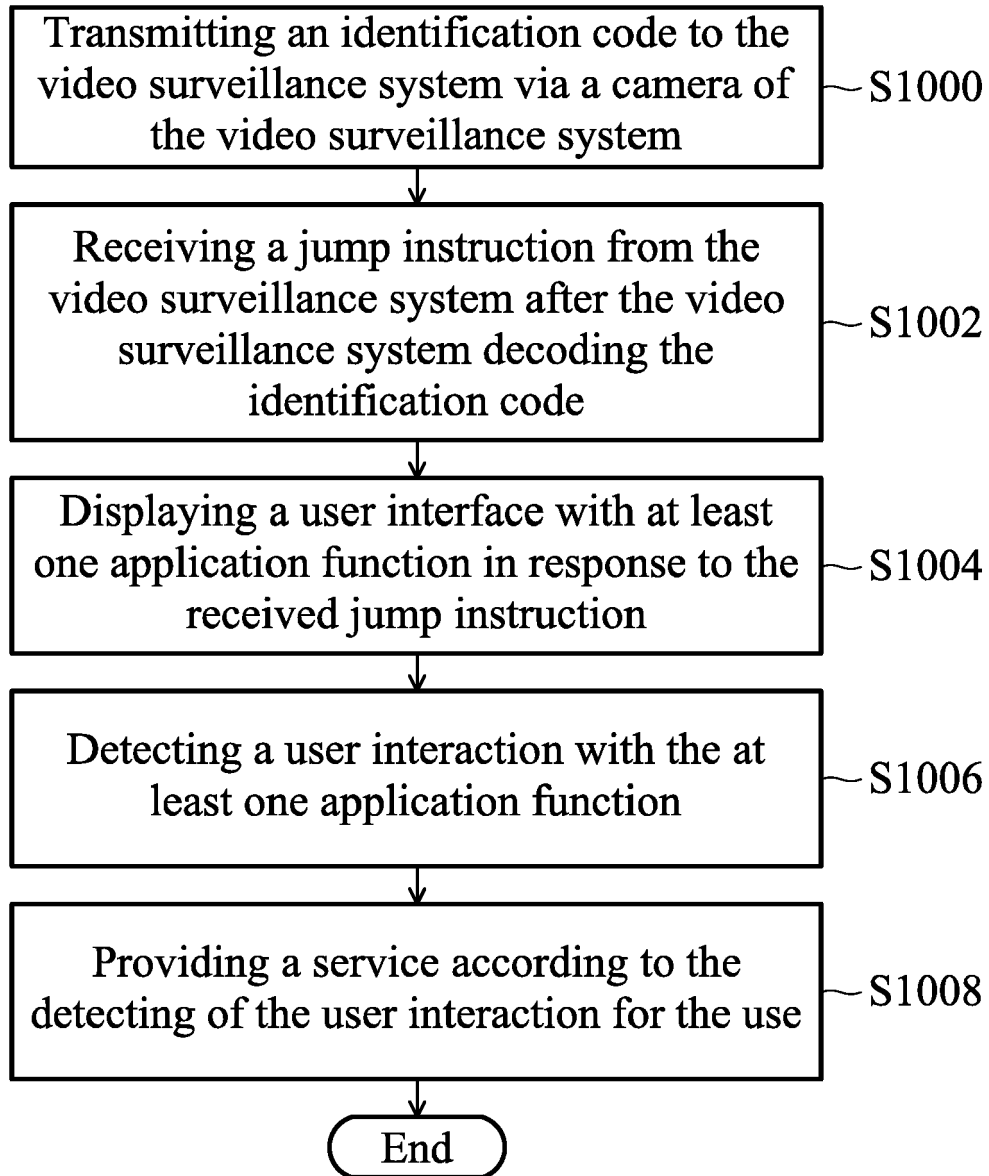 Transmitting an identification code to the
video surveillance system via a camera of
the video surveillance system
S1000
Receiving a jump instruction from the
video surveillance system after the video
surveillance system decoding the
identification code
S1002
Displaying a user interface with at least
one application function in response to the
received jump instruction
S1004
Detecting a user interaction with the at
least one application function
S1006
Providing a service according to the
detecting of the user interaction for the use
S1008
End